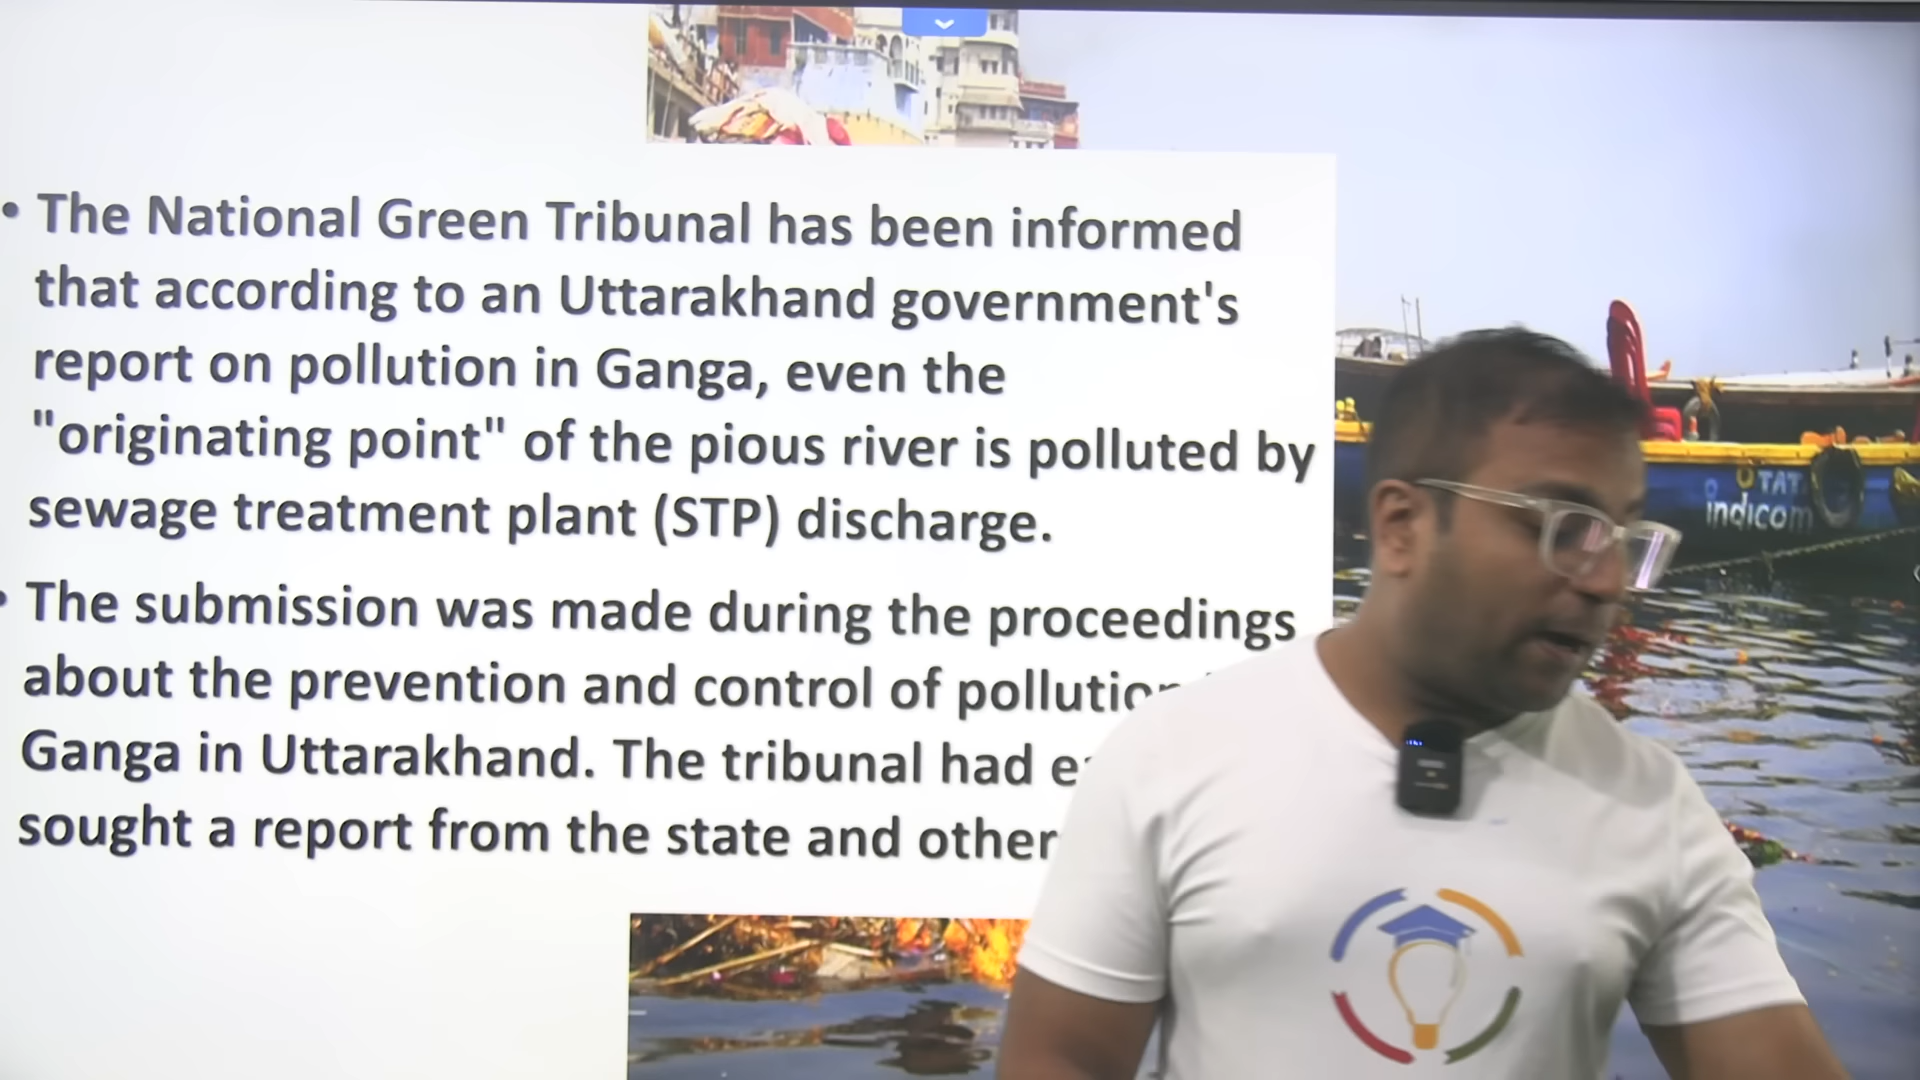 • The National Green Tribunal has been informed
that according to an Uttarakhand government's
report on pollution in Ganga, even the
"originating point" of the pious river is polluted by
sewage treatment plant (STP) discharge.
• The submission was made during the proceedings
about the prevention and control of pollution
Ganga in Uttarakhand. The tribunal had
sought a report from the state and other
TATA
indicom